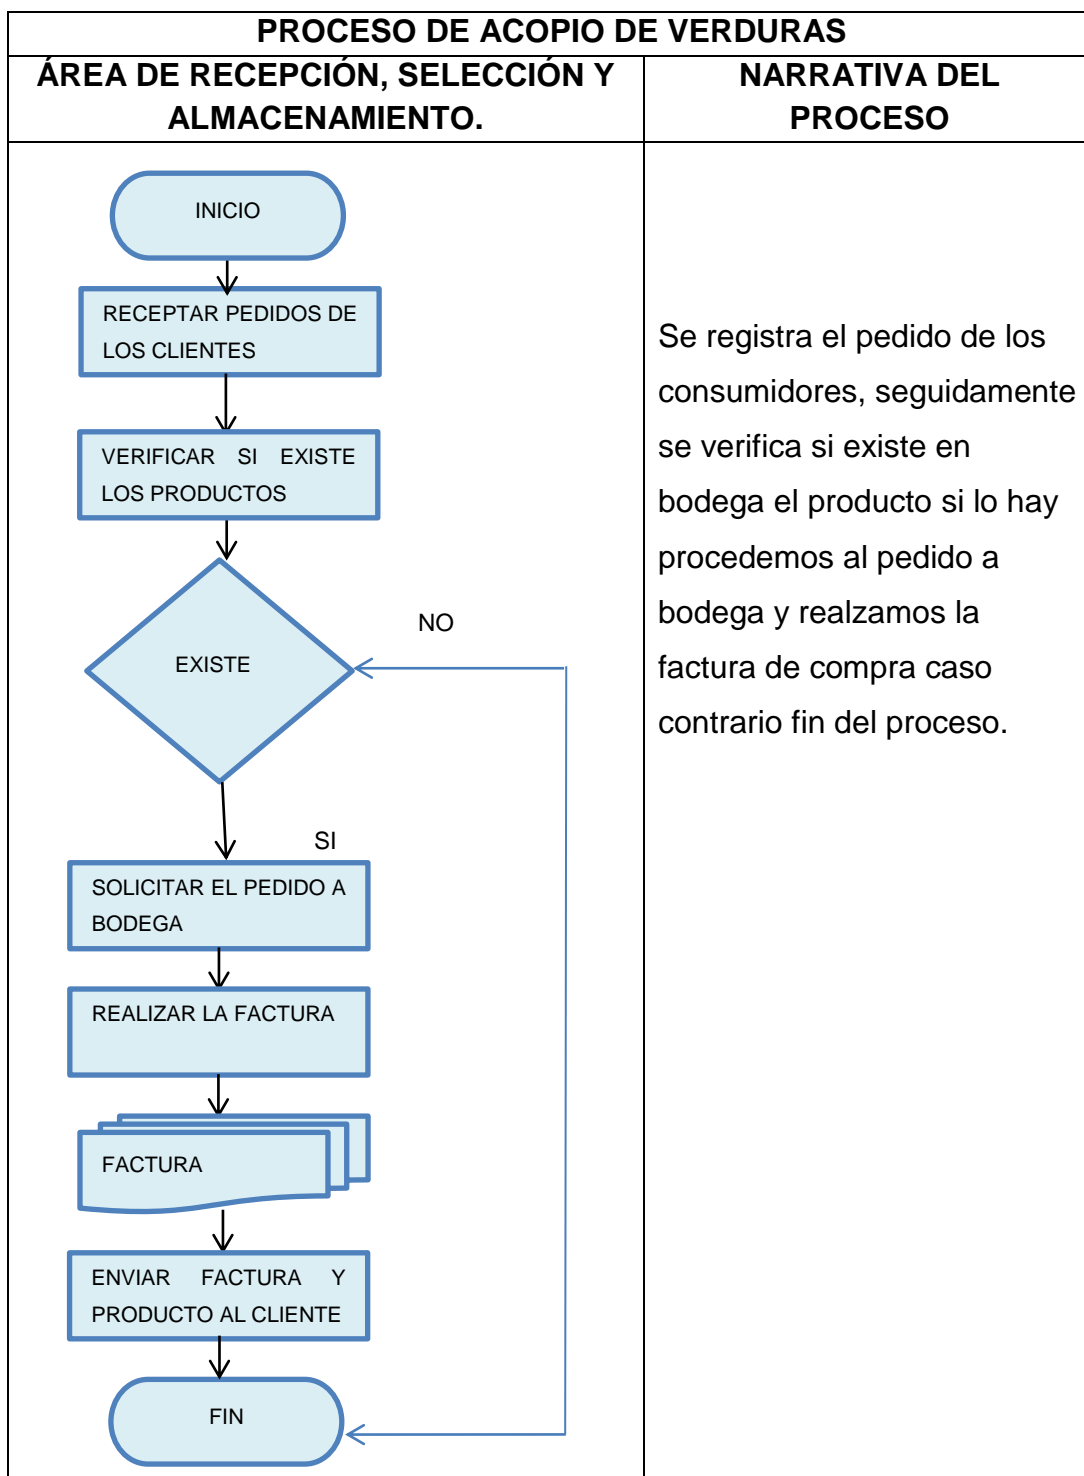 PROCESO DE ACOPIO DE VERDURAS
ÁREA DE RECEPCIÓN, SELECCIÓN Y
ALMACENAMIENTO.
NARRATIVA DEL
PROCESO
INICIO
RECEPTAR PEDIDOS DE
LOS CLIENTES
VERIFICAR SI EXISTE
LOS PRODUCTOS
EXISTE
NO
SI
SOLICITAR EL PEDIDO A
BODEGA
REALIZAR LA FACTURA
FACTURA
ENVIAR FACTURA Y
PRODUCTO AL CLIENTE
FIN
Se registra el pedido de los
consumidores, seguidamente
se verifica si existe en
bodega el producto si lo hay
procedemos al pedido a
bodega y realzamos la
factura de compra caso
contrario fin del proceso.